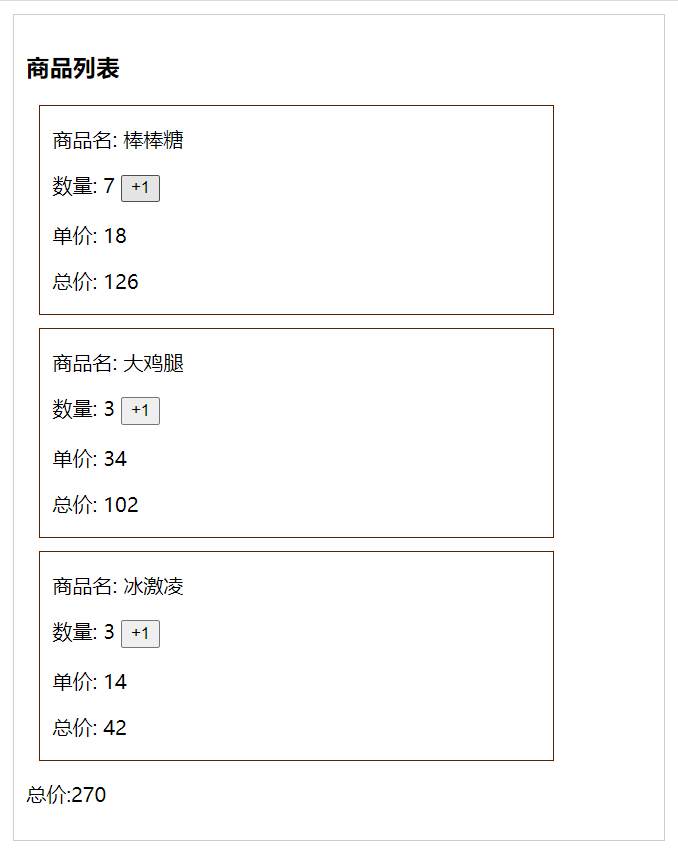 商品列表
商品名: 棒棒糖
数量: 7 +1
单价: 18
总价: 126
商品名: 大鸡腿
数量: 3 +1
单价: 34
总价: 102
商品名: 冰激凌
数量: 3 +1
单价: 14
总价: 42
总价:270